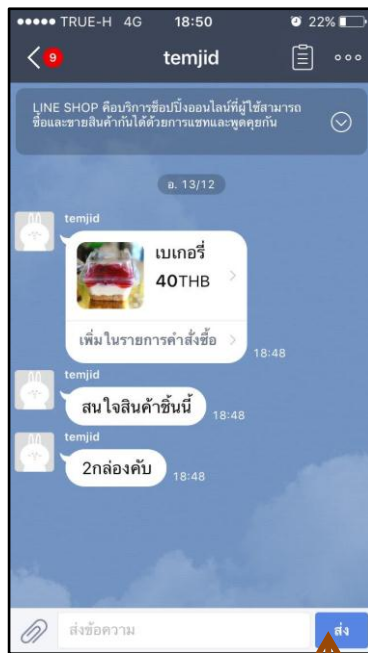 TRUE-H 4G 18:50 22%
9 temjid
LINE SHOP คือบริการช็อปปิ้งออนไลน์ที่ผู้ใช้สามารถ
ซื้อและขายสินค้ากันได้ด้วยการแชทและพูดคุยกัน
อ. 13/12
temjid
เบเกอรี่
40THB
เพิ่มในรายการคำสั่งซื้อ
18:48
temjid
สนใจสินค้าชิ้นนี้
18:48
temjid
2กล่องคับ
18:48
ส่งข้อความ
ส่ง